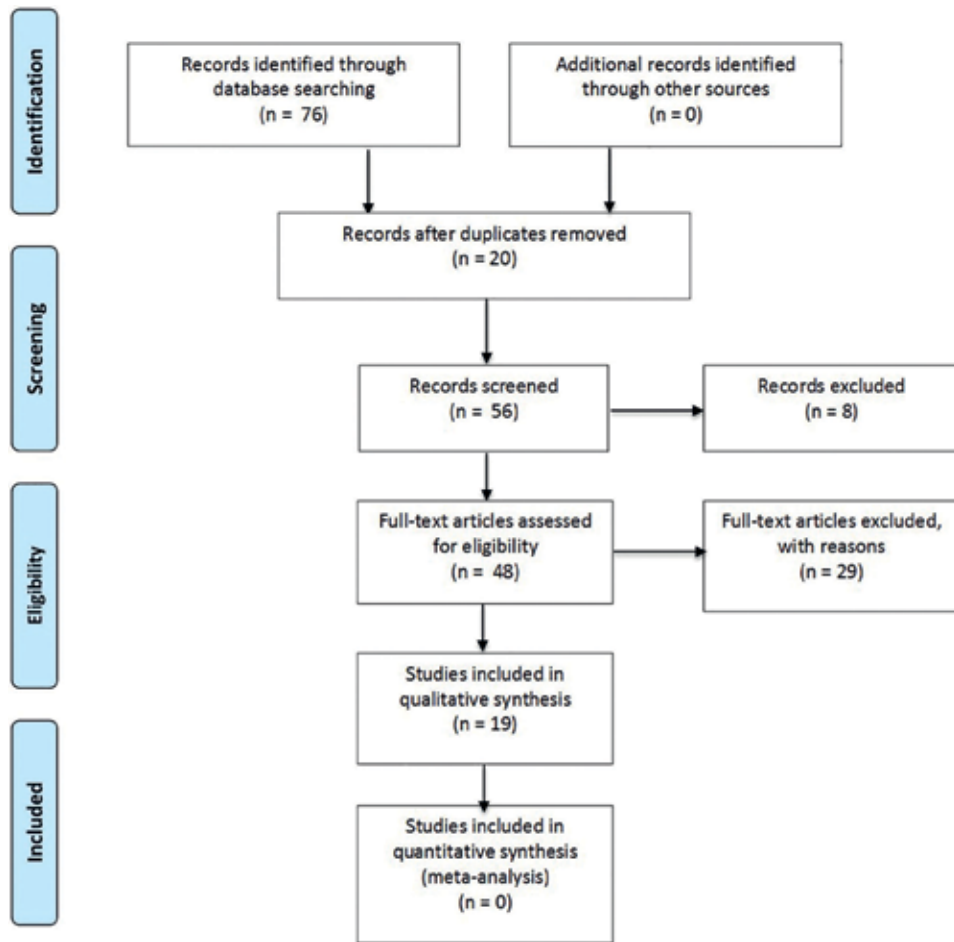 Identification
Records identified through
database searching
(n = 76)
Additional records identified
through other sources
(n = 0)
Records after duplicates removed
(n = 20)
Screening
Records screened
(n = 56)
Records excluded
(n = 8)
Eligibility
Full-text articles assessed
for eligibility
(n = 48)
Full-text articles excluded,
with reasons
(n = 29)
Studies included in
qualitative synthesis
(n = 19)
Included
Studies included in
quantitative synthesis
(meta-analysis)
(n = 0)